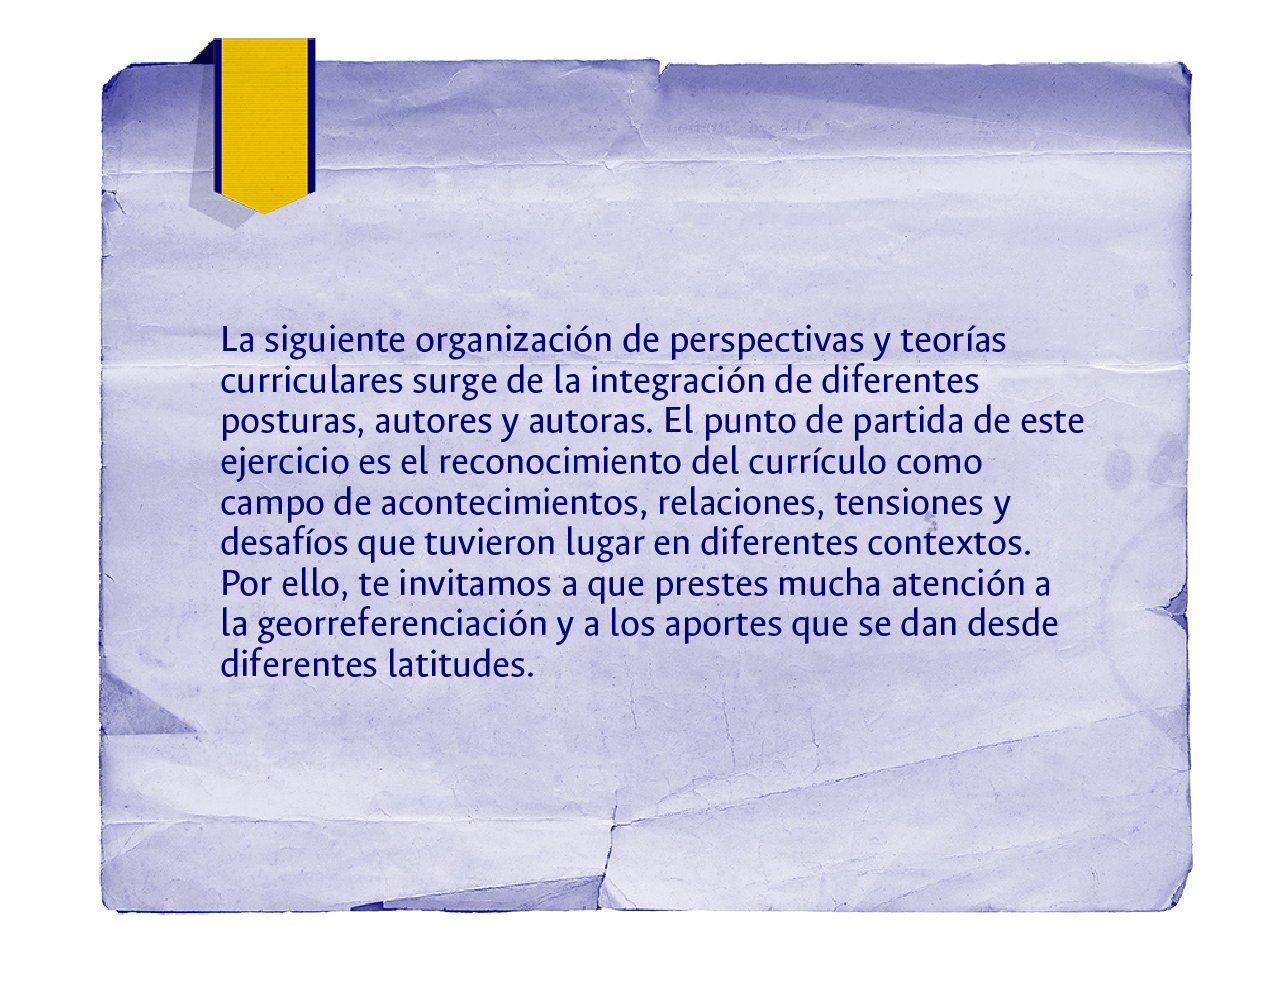 La siguiente organización de perspectivas y teorías
curriculares surge de la integración de diferentes
posturas, autores y autoras. El punto de partida de este
ejercicio es el reconocimiento del currículo como
campo de acontecimientos, relaciones, tensiones y
desafíos que tuvieron lugar en diferentes contextos.
Por ello, te invitamos a que prestes mucha atención a
la georreferenciación y a los aportes que se dan desde
diferentes latitudes.